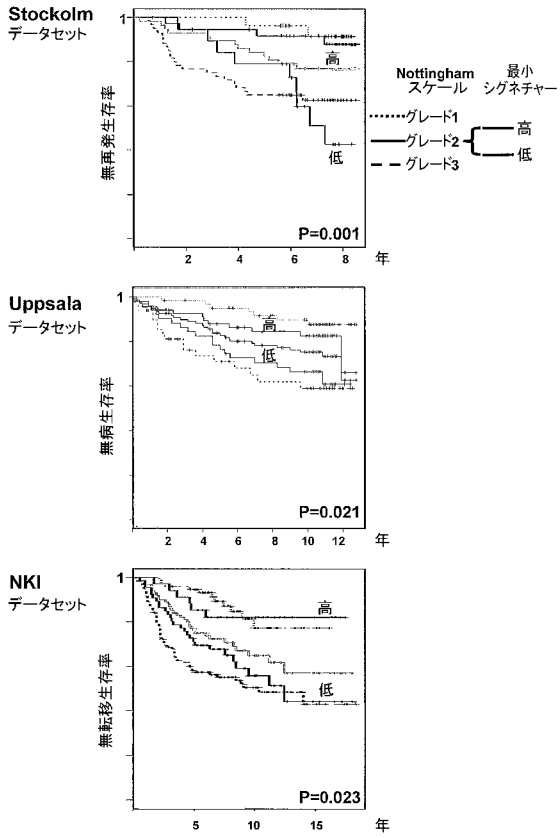 Stockolm
データセット
無再発生存率
1
高
低
P=0.001
2 4 6 8 年
Nottingham
スケール
最小
シグネチャー
グレード1
グレード2
グレード3
高
低
Uppsala
データセット
無病生存率
1
高
低
P=0.021
2 4 6 8 10 12 年
NKI
データセット
無転移生存率
1
高
低
P=0.023
5 10 15 年